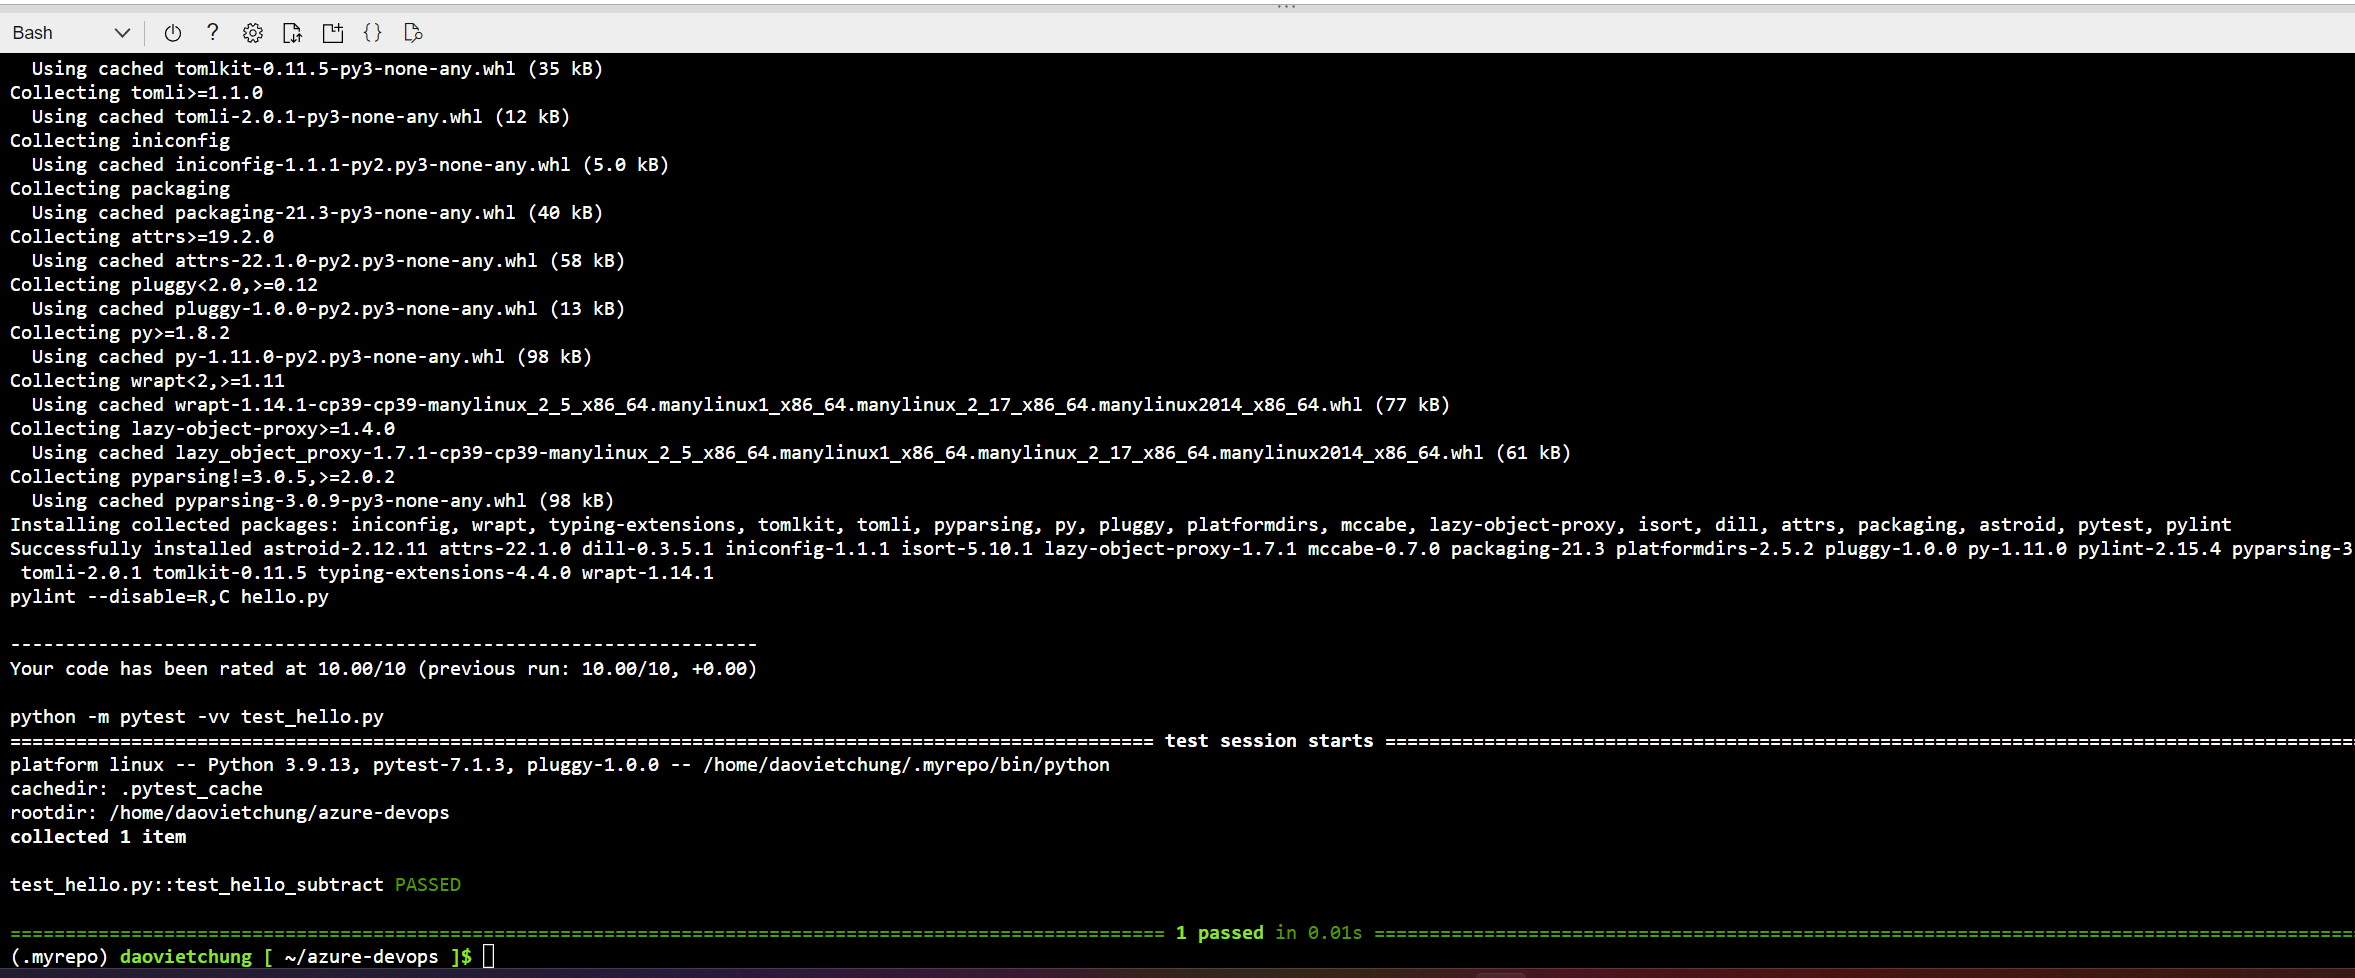 Bash
Using cached tomlkit-0.11.5-py3-none-any.whl (35 kB)
Collecting tomli>=1.1.0
Using cached tomli-2.0.1-py3-none-any.whl (12 kB)
Collecting iniconfig
Using cached iniconfig-1.1.1-py2.py3-none-any.whl (5.0 kB)
Collecting packaging
Using cached packaging-21.3-py3-none-any.whl (40 kB)
Collecting attrs>=19.2.0
Using cached attrs-22.1.0-py2.py3-none-any.whl (58 kB)
Collecting pluggy<2.0,>=0.12
Using cached pluggy-1.0.0-py2.py3-none-any.whl (13 kB)
Collecting py>=1.8.2
Using cached py-1.11.0-py2.py3-none-any.whl (98 kB)
Collecting wrapt<2,>=1.11
Using cached wrapt-1.14.1-cp39-cp39-manylinux_2_5_x86_64.manylinux1_x86_64.manylinux_2_17_x86_64.manylinux2014_x86_64.whl (77 kB)
Collecting lazy-object-proxy>=1.4.0
Using cached lazy_object_proxy-1.7.1-cp39-cp39-manylinux_2_5_x86_64.manylinux1_x86_64.manylinux_2_17_x86_64.manylinux2014_x86_64.whl (61 kB)
Collecting pyparsing!=3.0.5,>=2.0.2
Using cached pyparsing-3.0.9-py3-none-any.whl (98 kB)
Installing collected packages: iniconfig, wrapt, typing-extensions, tomlkit, tomli, pyparsing, py, pluggy, platformdirs, mccabe, lazy-object-proxy, isort, dill, attrs, packaging, astroid, pytest, pylint
Successfully installed astroid-2.12.11 attrs-22.1.0 dill-0.3.5.1 iniconfig-1.1.1 isort-5.10.1 lazy-object-proxy-1.7.1 mccabe-0.7.0 packaging-21.3 platformdirs-2.5.2 pluggy-1.0.0 py-1.11.0 pylint-2.15.4 pyparsing-3
tomli-2.0.1 tomlkit-0.11.5 typing-extensions-4.4.0 wrapt-1.14.1
pylint --disable=R,C hello.py
--------------------------------------------------------------------
Your code has been rated at 10.00/10 (previous run: 10.00/10, +0.00)
python -m pytest -vv test_hello.py
======================================================================================================== test session starts ========================================================================================
platform linux -- Python 3.9.13, pytest-7.1.3, pluggy-1.0.0 -- /home/daovietchung/.myrepo/bin/python
cachedir: .pytest_cache
rootdir: /home/daovietchung/azure-devops
collected 1 item
test_hello.py::test_hello_subtract PASSED
========================================================================================================= 1 passed in 0.01s =========================================================================================
(.myrepo) daovietchung [ ~/azure-devops ]$